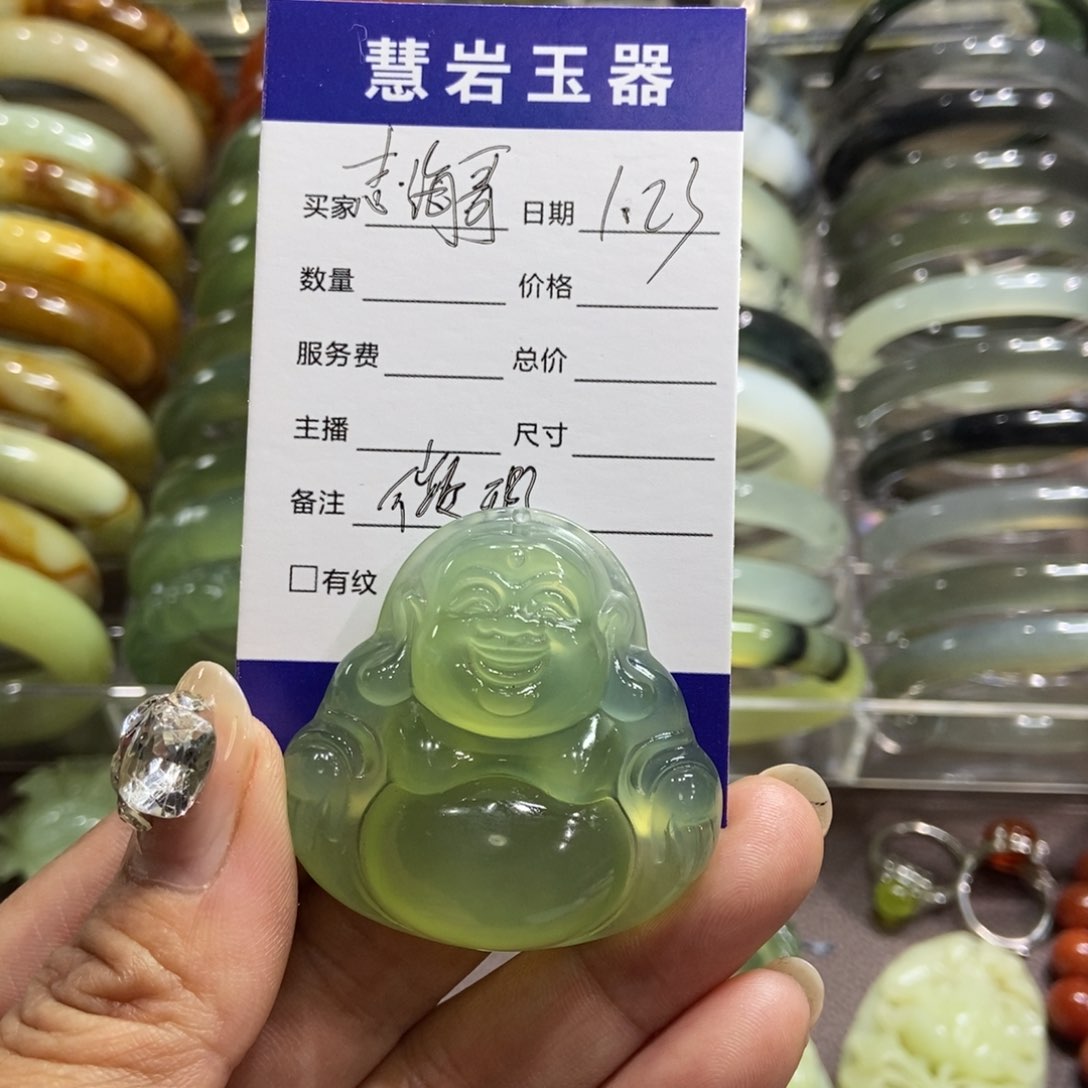 慧岩玉器
买家 日期 1.23
数量 价格
服务费 总价
主播 尺寸
备注
□有纹